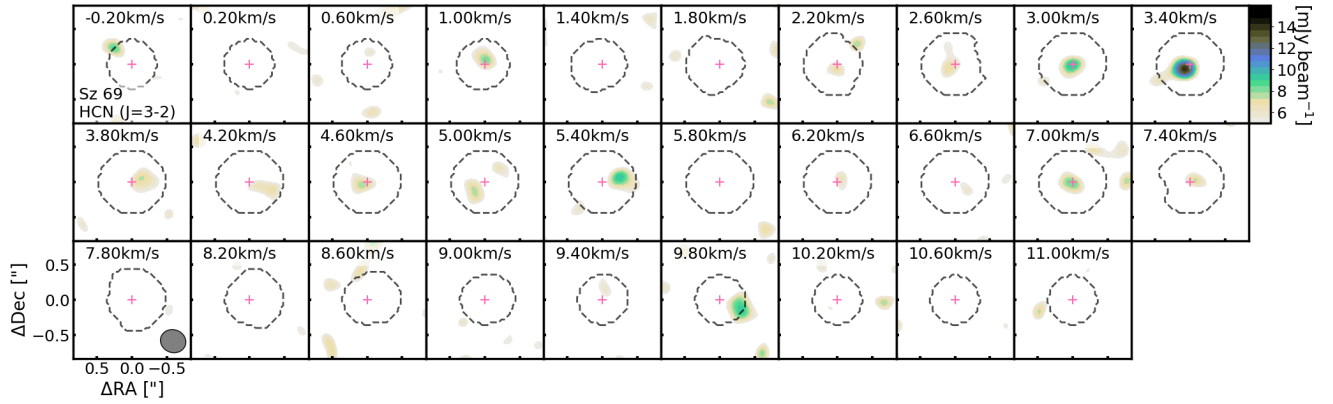 -0.20km/s 0.20km/s 0.60km/s 1.00km/s 1.40km/s 1.80km/s 2.20km/s 2.60km/s 3.00km/s 3.40km/s
Sz 69
HCN (J=3-2)
14
12
10
8
6
[mJy beam⁻¹]
3.80km/s 4.20km/s 4.60km/s 5.00km/s 5.40km/s 5.80km/s 6.20km/s 6.60km/s 7.00km/s 7.40km/s
7.80km/s 8.20km/s 8.60km/s 9.00km/s 9.40km/s 9.80km/s 10.20km/s 10.60km/s 11.00km/s
0.5
0.0
−0.5
ΔDec ["]
0.5 0.0 −0.5
ΔRA ["]